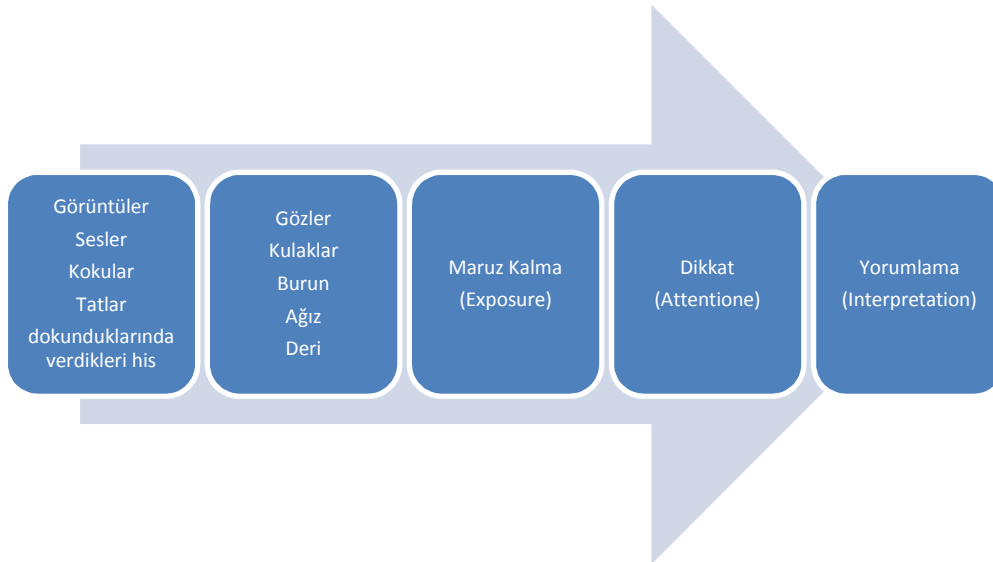 Görüntüler
Sesler
Kokular
Tatlar
dokunduklarında
verdikleri his
Gözler
Kulaklar
Burun
Ağız
Deri
Maruz Kalma
(Exposure)
Dikkat
(Attentione)
Yorumlama
(Interpretation)